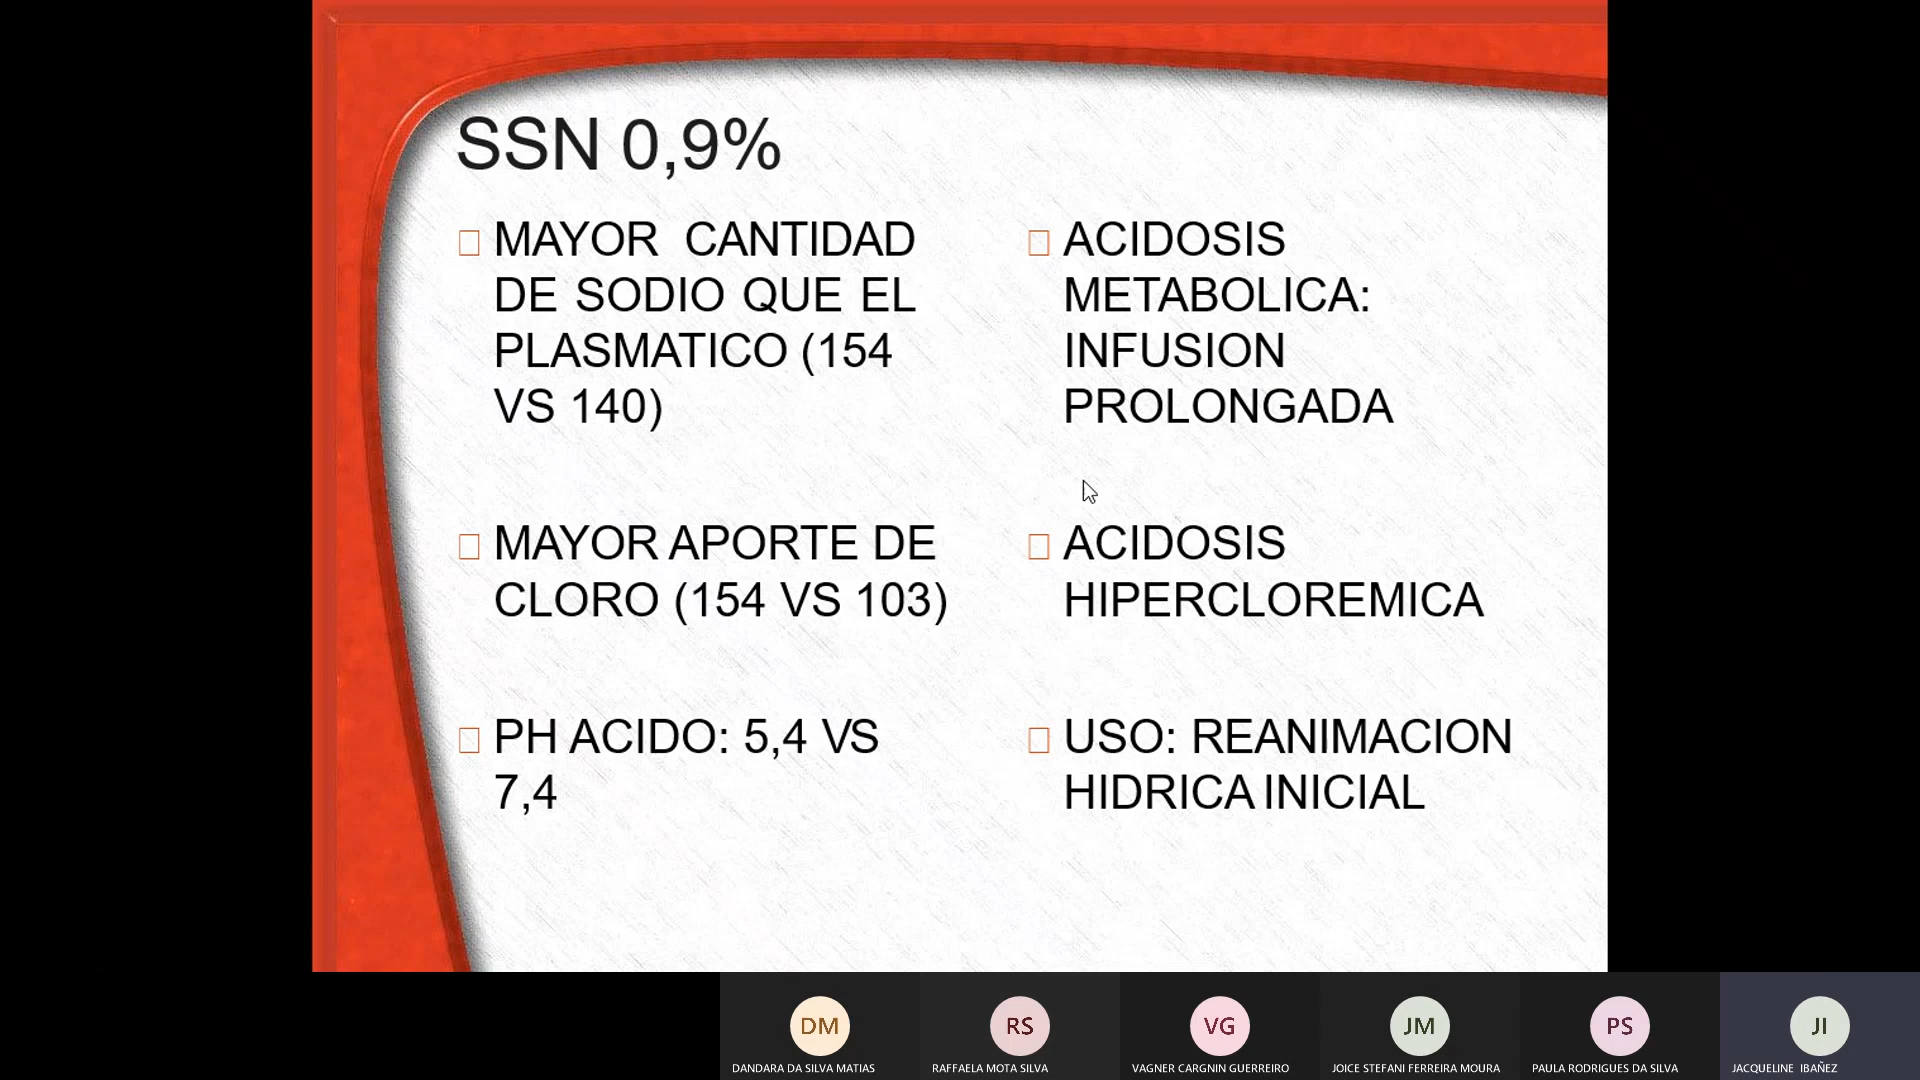 SSN 0,9%
MAYOR CANTIDAD
DE SODIO QUE EL
PLASMATICO (154
VS 140)
MAYOR APORTE DE
CLORO (154 VS 103)
PH ACIDO: 5,4 VS
7,4
ACIDOSIS
METABOLICA:
INFUSION
PROLONGADA
ACIDOSIS
HIPERCLOREMICA
USO: REANIMACION
HIDRICA INICIAL
DM
DANDARA DA SILVA MATIAS
RS
RAFFAELA MOTA SILVA
VG
VAGNER CARGNIN GUERREIRO
JM
JOICE STEFANI FERREIRA MOURA
PS
PAULA RODRIGUES DA SILVA
JI
JACQUELINE IBAÑEZ